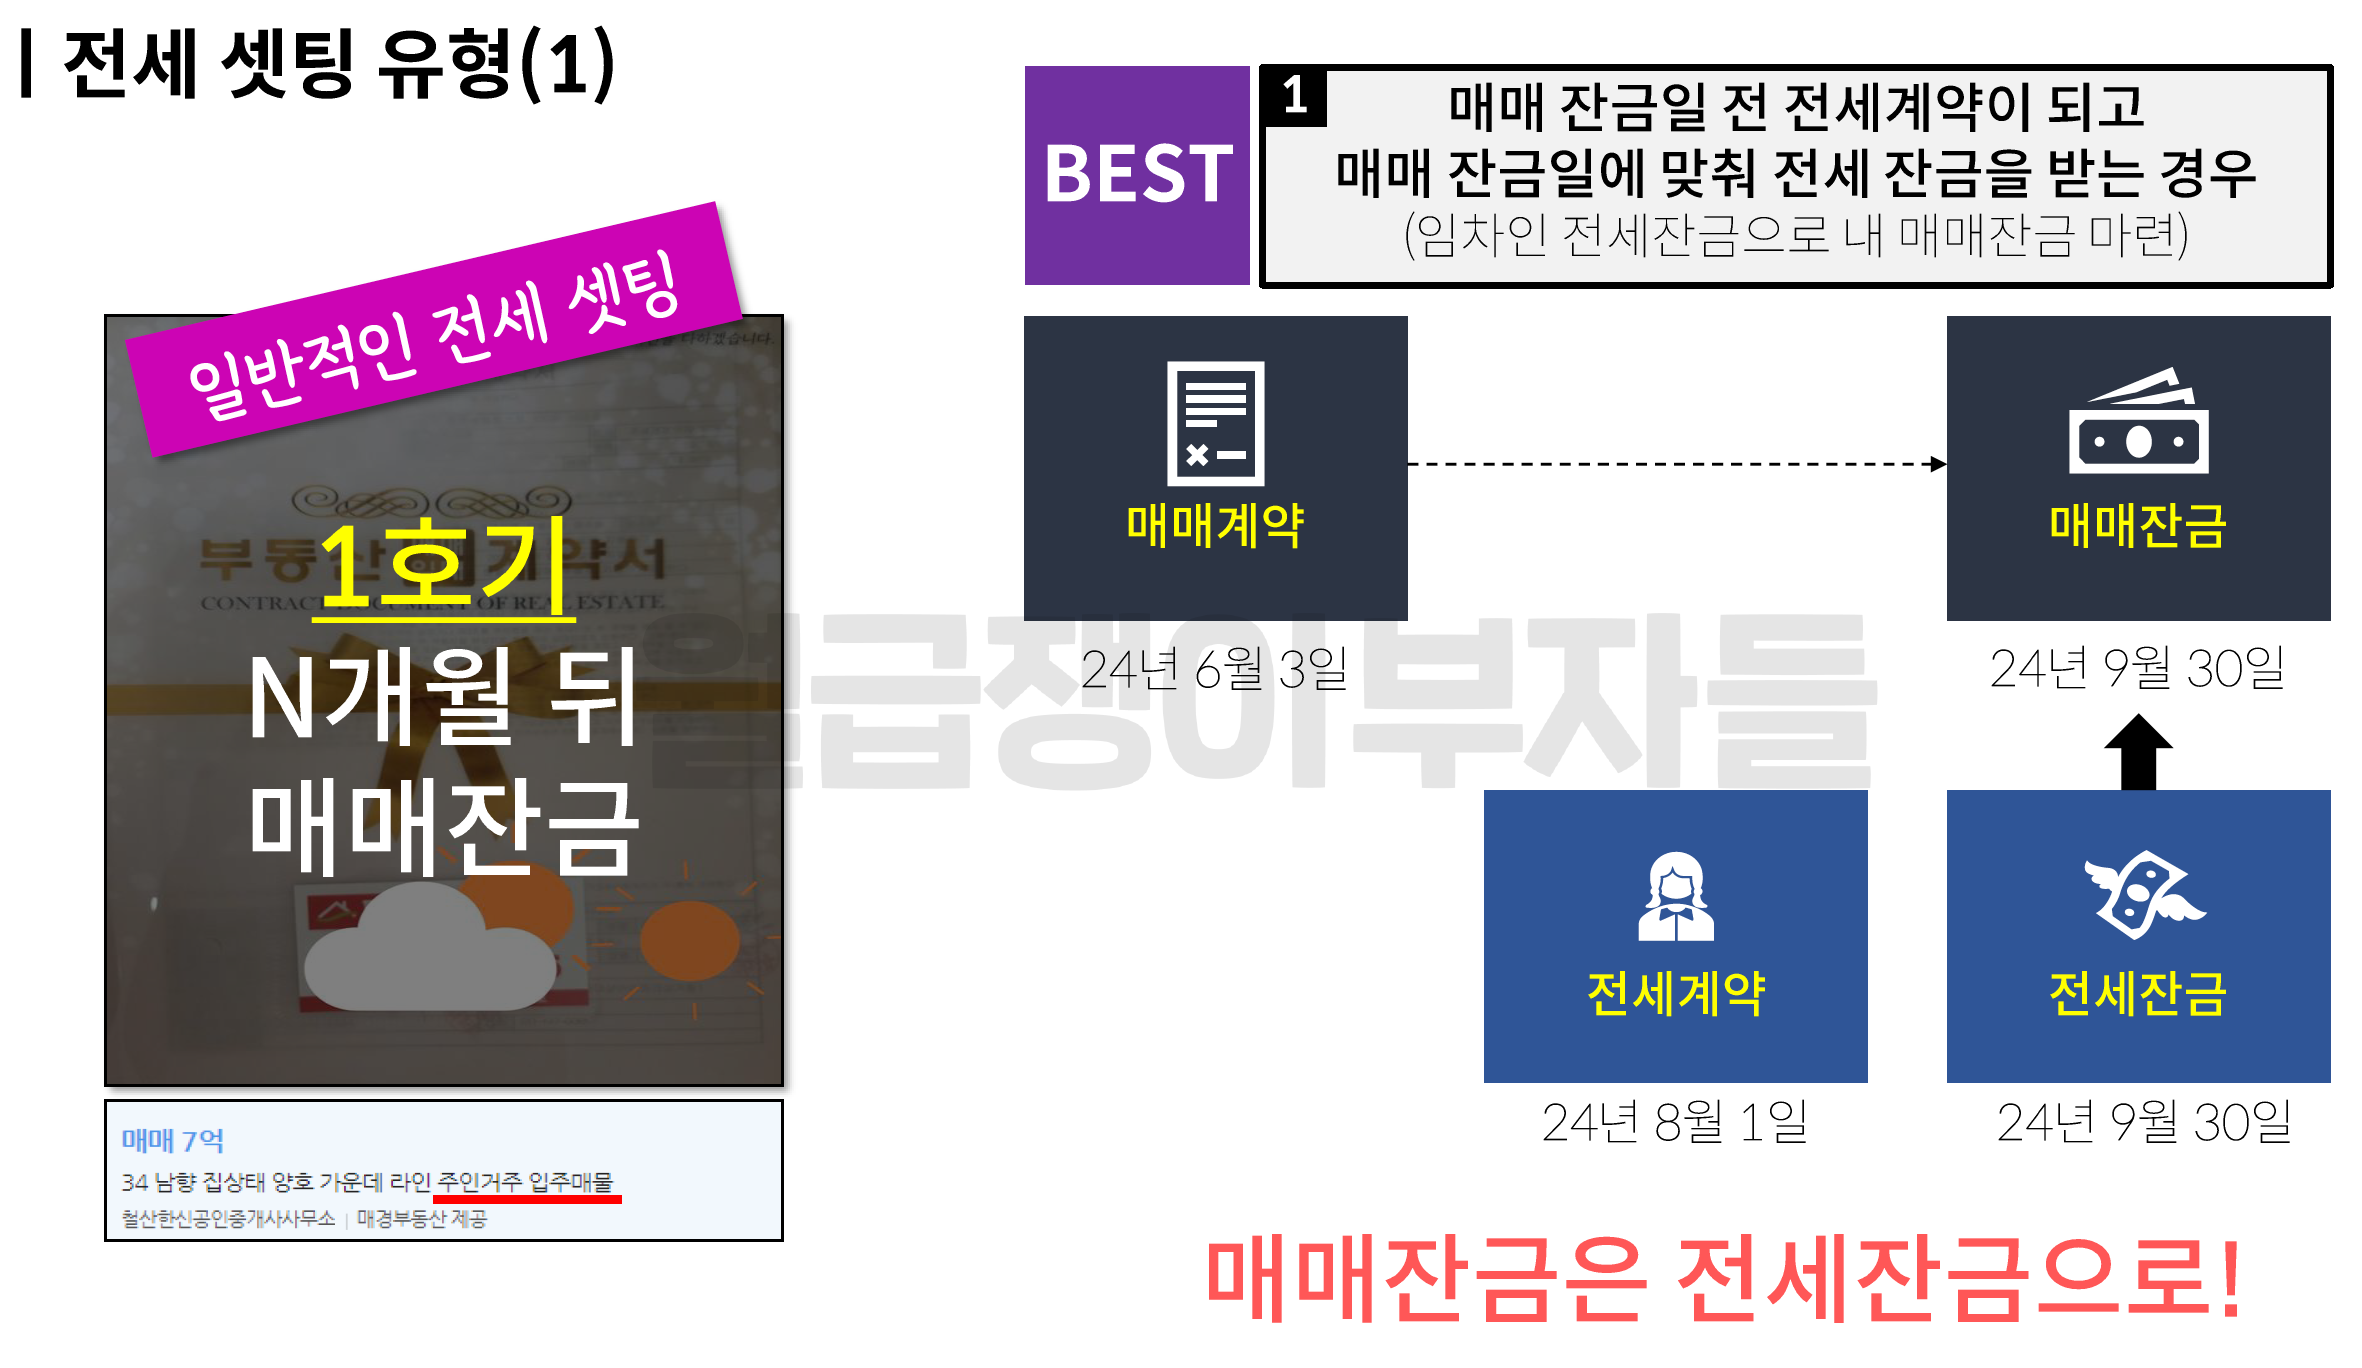 | 전세 셋팅 유형(1)
BEST
1
매매 잔금일 전 전세계약이 되고
매매 잔금일에 맞춰 전세 잔금을 받는 경우
(임차인 전세잔금으로 내 매매잔금 마련)
일반적인 전세 셋팅
다하겠습니다.
부동산매매계약서
CONTRACT DOCUMENT OF REAL ESTATE
1호기
N개월 뒤
매매잔금
매매 7억
34 남향 집상태 양호 가운데 라인 주인거주 입주매물
철산한신공인중개사사무소 | 매경부동산 제공
매매계약
24년 6월 3일
매매잔금
24년 9월 30일
월급쟁이부자들
전세계약
24년 8월 1일
전세잔금
24년 9월 30일
매매잔금은 전세잔금으로!